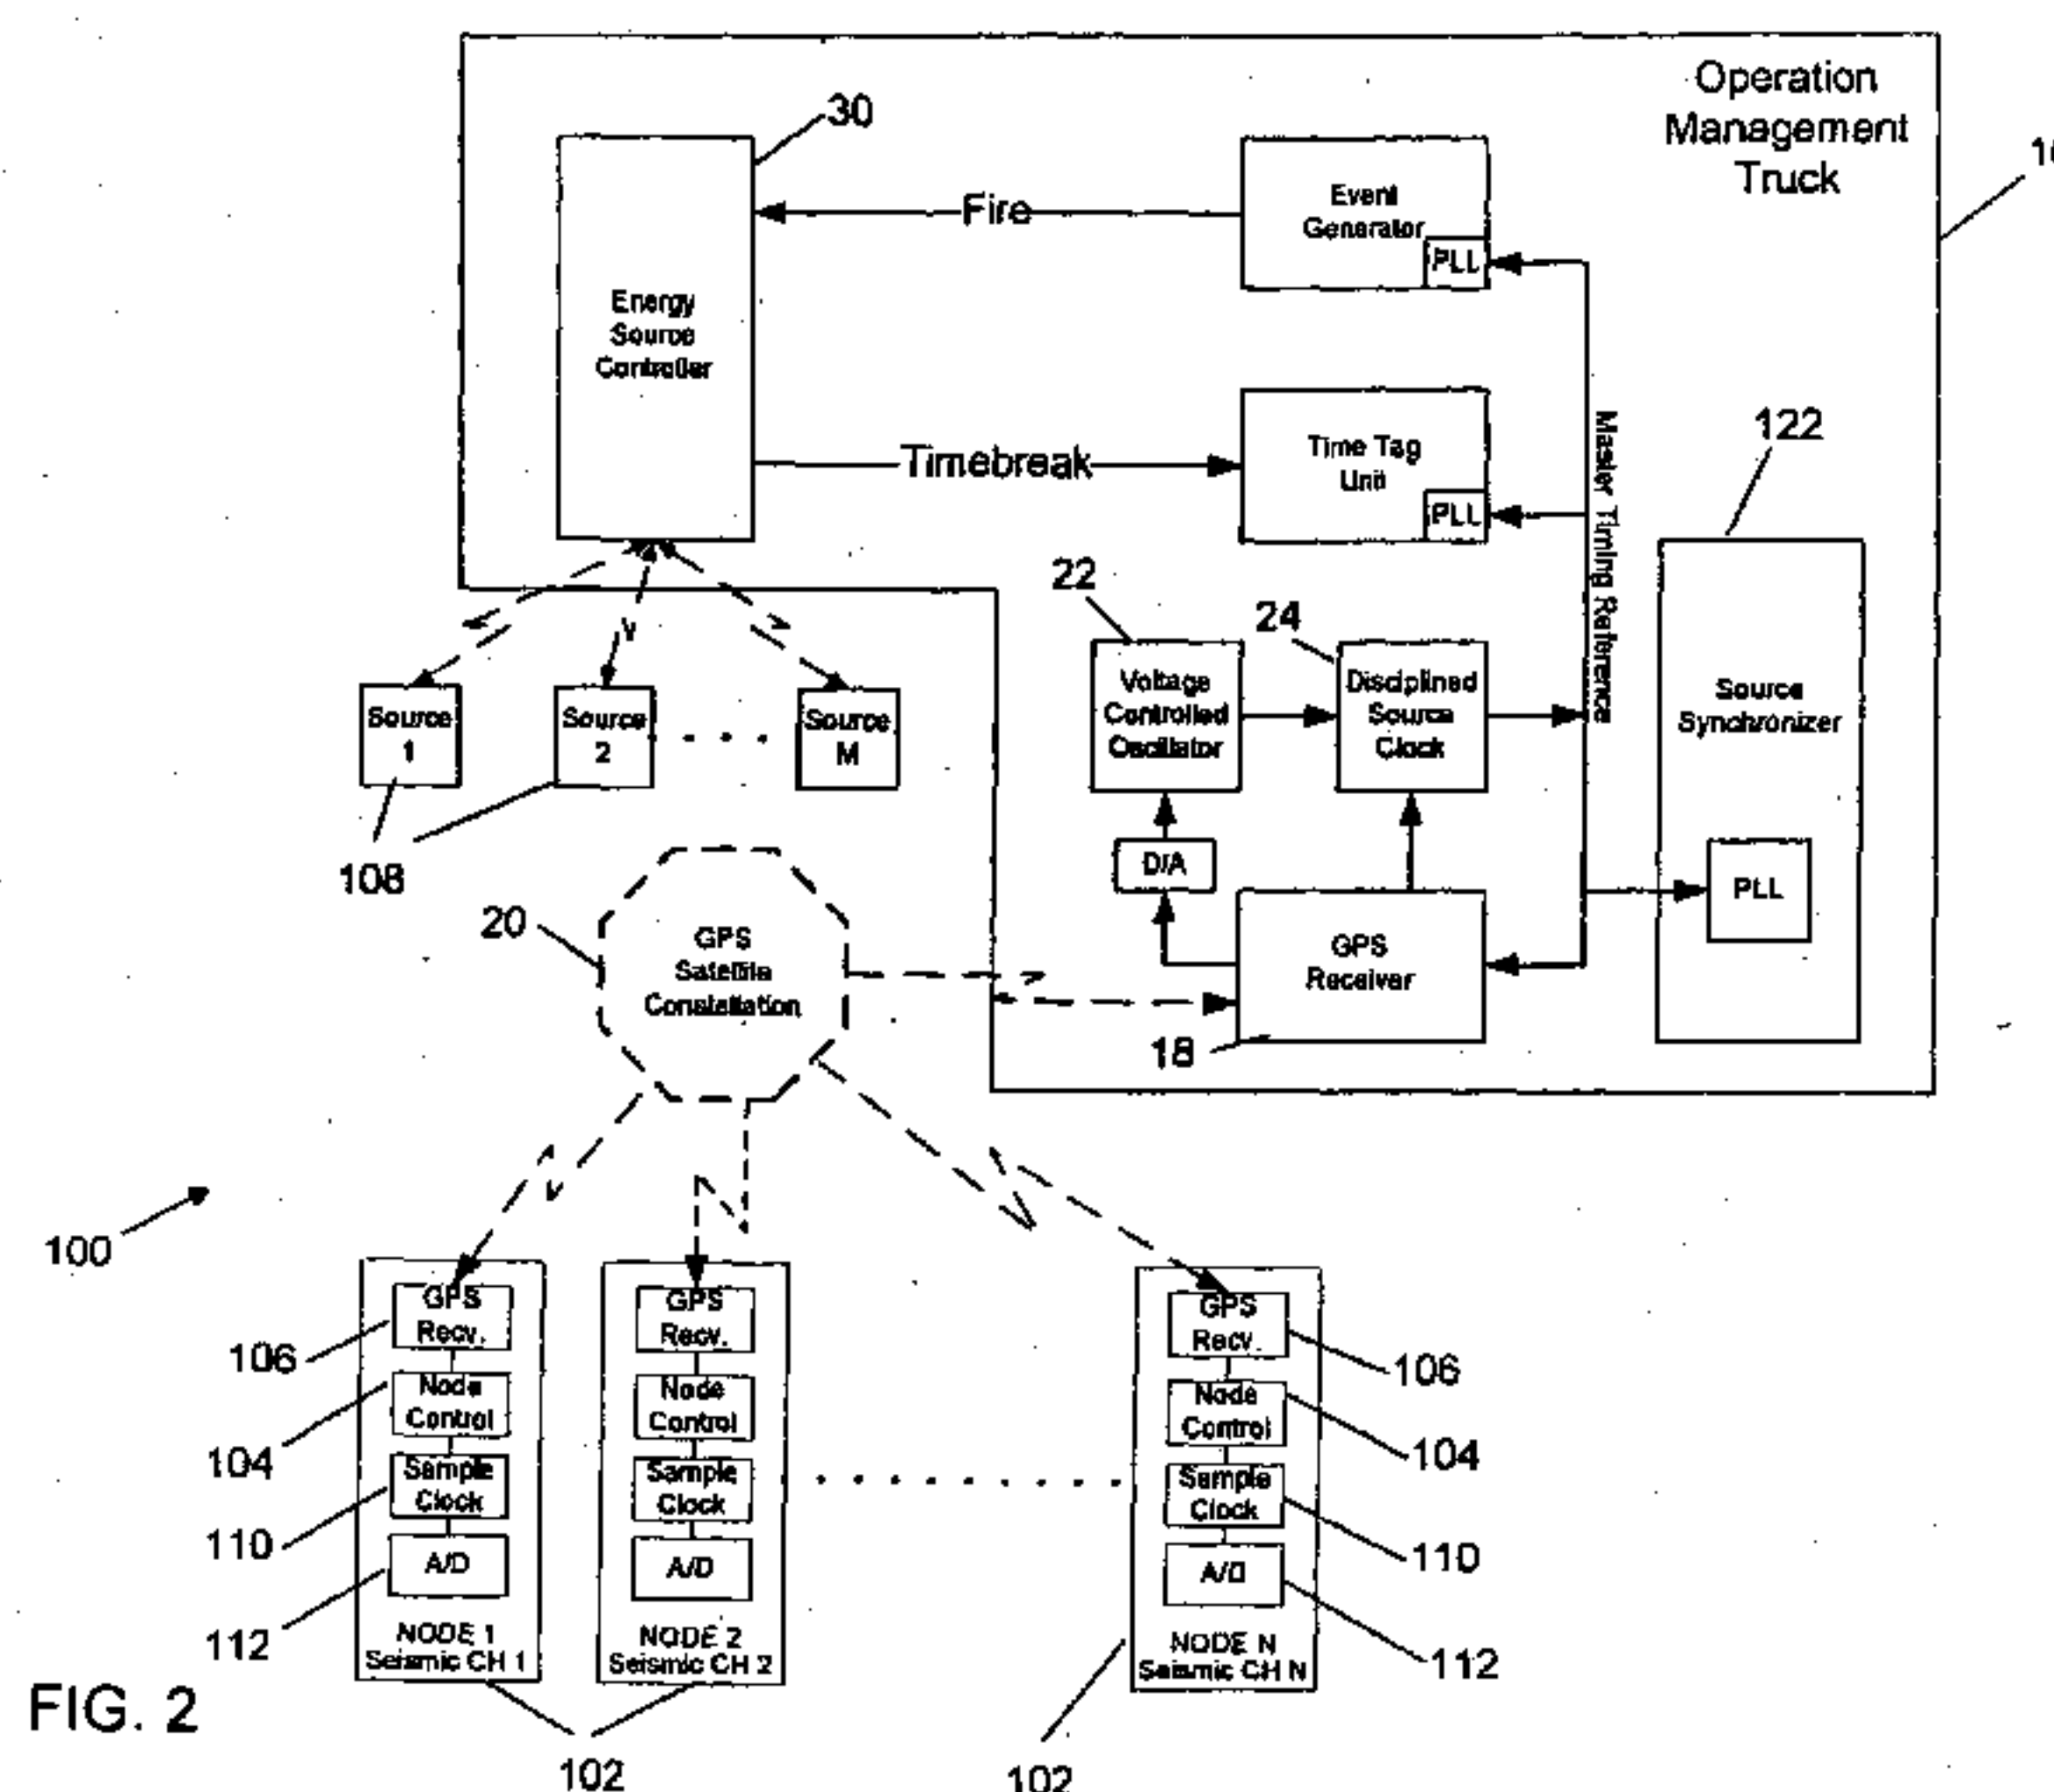 Operation
Management
Truck
30
Event
Generator
PLL
Fire
Energy
Source
Controller
Time Tag
Unit
PLL
Timebreak
Master Timing Reference
122
22
24
Voltage
Controlled
Oscillator
Disciplined
Source
Clock
Source
Synchronizer
Source
1
Source
2
Source
M
108
D/A
PLL
20
GPS
Satellite
Constellation
GPS
Receiver
18
100
GPS
Recv.
GPS
Recv.
GPS
Recv.
106
106
Node
Control
Node
Control
Node
Control
104
104
Sample
Clock
Sample
Clock
Sample
Clock
110
110
A/D
A/D
A/D
112
112
NODE 1
Seismic CH 1
NODE 2
Seismic CH 2
NODE N
Seismic CH N
FIG. 2
102
102